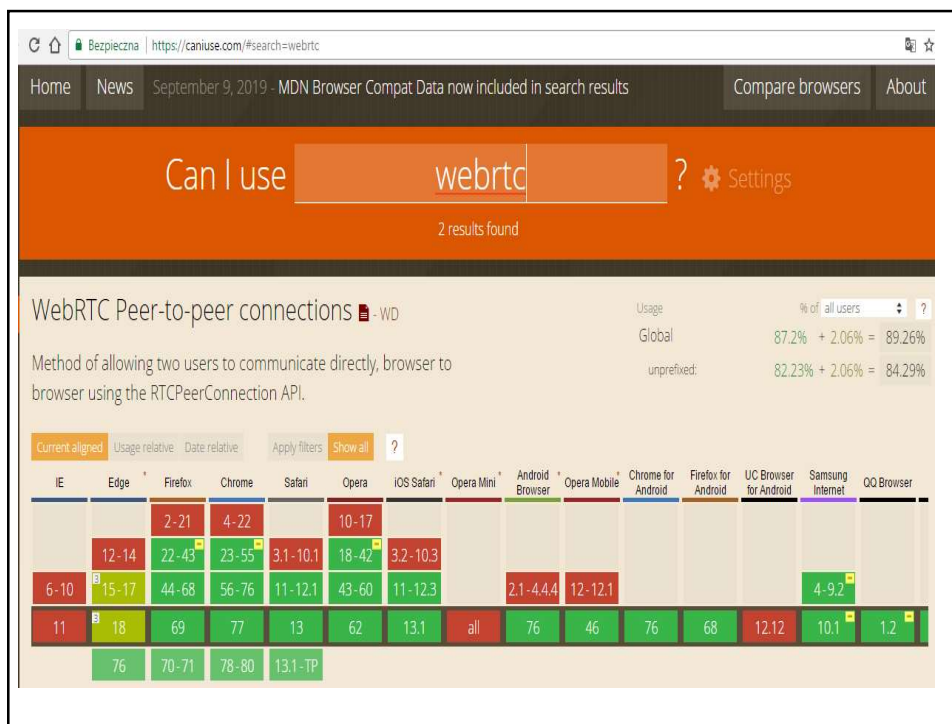 Bezpieczna | https://caniuse.com/#search=webrtc
Home News September 9, 2019 - MDN Browser Compat Data now included in search results Compare browsers About
Can I use webrtc ? Settings
2 results found
WebRTC Peer-to-peer connections - WD
Usage % of all users ?
Global 87.2% + 2.06% = 89.26%
unprefixed: 82.23% + 2.06% = 84.29%
Method of allowing two users to communicate directly, browser to
browser using the RTCPeerConnection API.
Current aligned Usage relative Date relative Apply filters Show all ?
IE Edge * Firefox Chrome Safari Opera iOS Safari * Opera Mini * Android Browser * Opera Mobile * Chrome for Android Firefox for Android UC Browser for Android Samsung Internet QQ Browser
2-21 4-22 10-17
12-14 22-43 23-55 3.1-10.1 18-42 3.2-10.3
6-10 3 15-17 44-68 56-76 11-12.1 43-60 11-12.3 2.1-4.4.4 12-12.1 4-9.2
11 3 18 69 77 13 62 13.1 all 76 46 76 68 12.12 10.1 1.2
76 70-71 78-80 13.1-TP